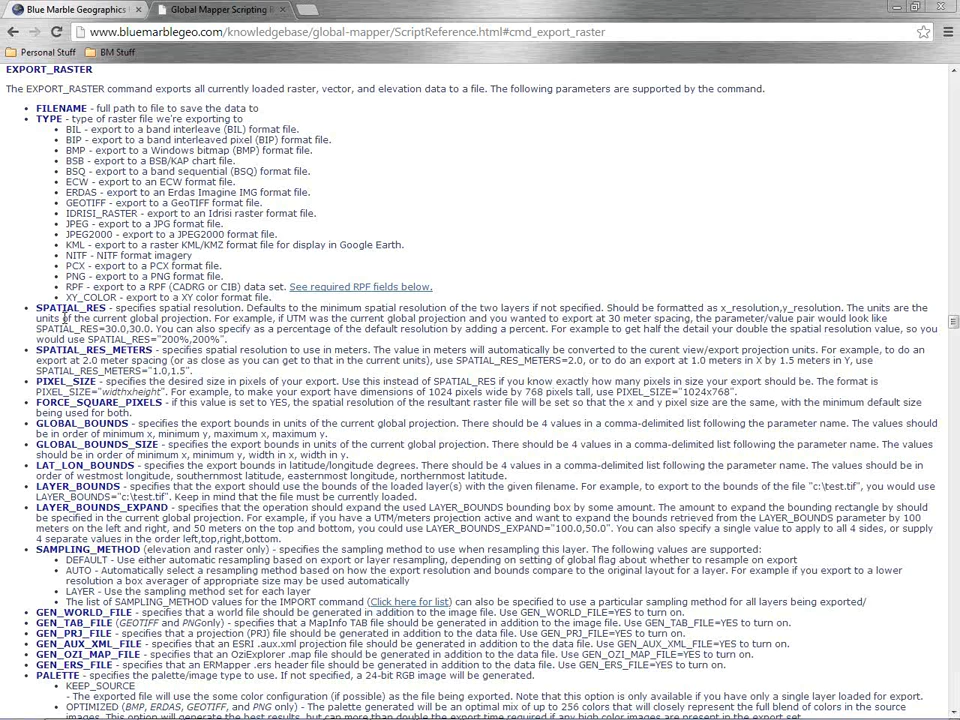 Blue Marble Geographics
Global Mapper Scripting
www.bluemarblegeo.com/knowledgebase/global-mapper/ScriptReference.html#cmd_export_raster
Personal Stuff
BM Stuff
EXPORT_RASTER
The EXPORT_RASTER command exports all currently loaded raster, vector, and elevation data to a file. The following parameters are supported by the command.
• FILENAME - full path to file to save the data to
• TYPE - type of raster file we're exporting to
• BIL - export to a band interleave (BIL) format file.
• BIP - export to a band interleaved pixel (BIP) format file.
• BMP - export to a Windows bitmap (BMP) format file.
• BSB - export to a BSB/KAP chart file.
• BSQ - export to a band sequential (BSQ) format file.
• ECW - export to an ECW format file.
• ERDAS - export to an Erdas Imagine IMG format file.
• GEOTIFF - export to a GeoTIFF format file.
• IDRISI_RASTER - export to an Idrisi raster format file.
• JPEG - export to a JPG format file.
• JPEG2000 - export to a JPEG2000 format file.
• KML - export to a raster KML/KMZ format file for display in Google Earth.
• NITF - NITF format imagery
• PCX - export to a PCX format file.
• PNG - export to a PNG format file.
• RPF - export to a RPF (CADRG or CIB) data set. See required RPF fields below.
• XY_COLOR - export to a XY color format file.
• SPATIAL_RES - specifies spatial resolution. Defaults to the minimum spatial resolution of the two layers if not specified. Should be formatted as x_resolution,y_resolution. The units are the
units of the current global projection. For example, if UTM was the current global projection and you wanted to export at 30 meter spacing, the parameter/value pair would look like
SPATIAL_RES=30.0,30.0. You can also specify as a percentage of the default resolution by adding a percent. For example to get half the detail your double the spatial resolution value, so you
would use SPATIAL_RES="200%,200%".
• SPATIAL_RES_METERS - specifies spatial resolution to use in meters. The value in meters will automatically be converted to the curent view/export projection units. For example, to do an
export at 2.0 meter spacing (or as close as you can get to that in the current units), use SPATIAL_RES_METERS=2.0, or to do an export at 1.0 meters in X by 1.5 meters in Y, use
SPATIAL_RES_METERS="1.0,1.5".
• PIXEL_SIZE - specifies the desired size in pixels of your export. Use this instead of SPATIAL_RES if you know exactly how many pixels in size your export should be. The format is
PIXEL_SIZE="widthxheight". For example, to make your export have dimensions of 1024 pixels wide by 768 pixels tall, use PIXEL_SIZE="1024x768".
• FORCE_SQUARE_PIXELS - if this value is set to YES, the spatial resolution of the resultant raster file will be set so that the x and y pixel size are the same, with the minimum default size
being used for both.
• GLOBAL_BOUNDS - specifies the export bounds in units of the current global projection. There should be 4 values in a comma-delimited list following the parameter name. The values should
be in order of minimum x, minimum y, maximum x, maximum y.
• GLOBAL_BOUNDS_SIZE - specifies the export bounds in units of the current global projection. There should be 4 values in a comma-delimited list following the parameter name. The values
should be in order of minimum x, minimum y, width in x, width in y.
• LAT_LON_BOUNDS - specifies the export bounds in latitude/longitude degrees. There should be 4 values in a comma-delimited list following the parameter name. The values should be in
order of westmost longitude, southernmost latitude, easternmost longitude, northernmost latitude.
• LAYER_BOUNDS - specifies that the export should use the bounds of the loaded layer(s) with the given filename. For example, to export to the bounds of the file "c:\test.tif", you would use
LAYER_BOUNDS="c:\test.tif". Keep in mind that the file must be currently loaded.
• LAYER_BOUNDS_EXPAND - specifies that the operation should expand the used LAYER_BOUNDS bounding box by some amount. The amount to expand the bounding rectangle by should
be specified in the current global projection. For example, if you have a UTM/meters projection active and want to expand the bounds retrieved from the LAYER_BOUNDS parameter by 100
meters on the left and right, and 50 meters on the top and bottom, you could use LAYER_BOUNDS_EXPAND="100.0,50.0". You can also specify a single value to apply to all 4 sides, or supply
4 separate values in the order left,top,right,bottom.
• SAMPLING_METHOD (elevation and raster only) - specifies the sampling method to use when resampling this layer. The following values are supported:
• DEFAULT - Use either automatic resampling based on export or layer resampling, depending on setting of global flag about whether to resample on export
• AUTO - Automatically select a resampling method based on how the export resolution and bounds compare to the original layout for a layer. For example if you export to a lower
resolution a box averager of appropriate size may be used automatically
• LAYER - Use the sampling method set for each layer
• The list of SAMPLING_METHOD values for the IMPORT command (Click here for list) can also be specified to use a particular sampling method for all layers being exported/
• GEN_WORLD_FILE - specifies that a world file should be generated in addition to the image file. Use GEN_WORLD_FILE=YES to turn on.
• GEN_TAB_FILE (GEOTIFF and PNGonly) - specifies that a MapInfo TAB file should be generated in addition to the image file. Use GEN_TAB_FILE=YES to turn on.
• GEN_PRJ_FILE - specifies that a projection (PRJ) file should be generated in addition to the data file. Use GEN_PRJ_FILE=YES to turn on.
• GEN_AUX_XML_FILE - specifies that an ESRI .aux.xml projection file should be generated in addition to the data file. Use GEN_AUX_XML_FILE=YES to turn on.
• GEN_OZI_MAP_FILE - specifies that an OziExplorer .map file should be generated in addition to the data file. Use GEN_OZI_MAP_FILE=YES to turn on.
• GEN_ERS_FILE - specifies that an ERMapper .ers header file should be generated in addition to the data file. Use GEN_ERS_FILE=YES to turn on.
• PALETTE - specifies the palette/image type to use. If not specified, a 24-bit RGB image will be generated.
• KEEP_SOURCE
- The exported file will use the some color configuration (if possible) as the file being exported. Note that this option is only available if you have only a single layer loaded for export.
• OPTIMIZED (BMP, ERDAS, GEOTIFF, and PNG only) - The palette generated will be an optimal mix of up to 256 colors that will closely represent the full blend of colors in the source
images. This option will generate the best results, but can more than double the export time required if any high color images are present in the export set.